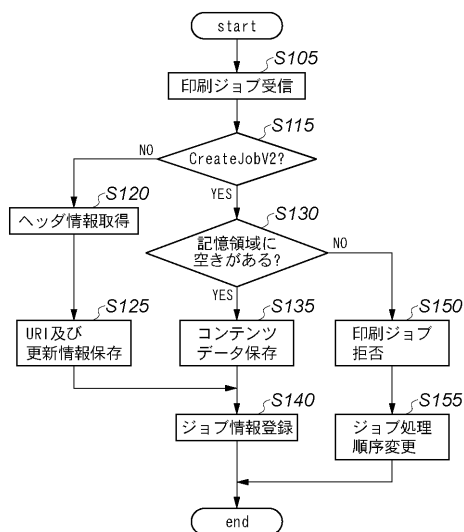 start
S105
印刷ジョブ受信
S115
CreateJobV2?
NO
YES
S120
ヘッダ情報取得
S130
記憶領域に
空きがある?
NO
YES
S125
URI及び
更新情報保存
S135
コンテンツ
データ保存
S150
印刷ジョブ
拒否
S140
ジョブ情報登録
S155
ジョブ処理
順序変更
end